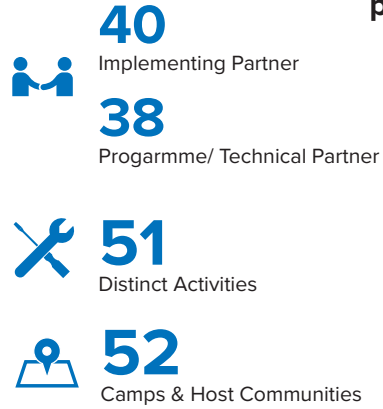 40
Implementing Partner
38
Progarmme/ Technical Partner
51
Distinct Activities
52
Camps & Host Communities